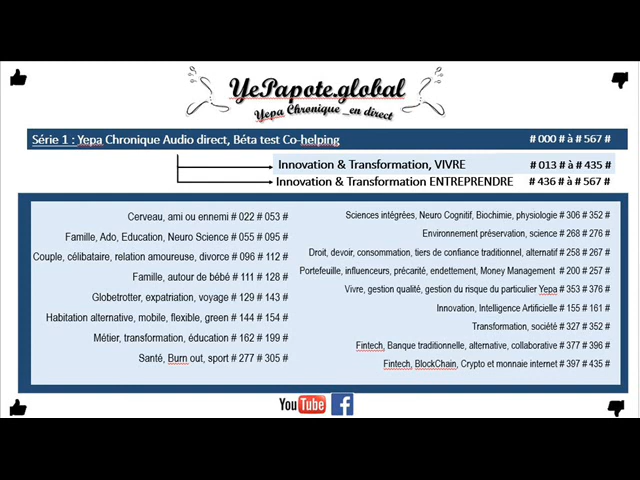 YePapote.global
Yepa Chronique _en direct
Série 1 : Yepa Chronique Audio direct, Béta test Co-helping # 000 # à # 567 #
Innovation & Transformation, VIVRE # 013 # à # 435 #
Innovation & Transformation ENTREPRENDRE # 436 # à # 567 #
Cerveau, ami ou ennemi # 022 # 053 #
Famille, Ado, Education, Neuro Science # 055 # 095 #
Couple, célibataire, relation amoureuse, divorce # 096 # 112 #
Famille, autour de bébé # 111 # 128 #
Globetrotter, expatriation, voyage # 129 # 143 #
Habitation alternative, mobile, flexible, green # 144 # 154 #
Métier, transformation, éducation # 162 # 199 #
Santé, Burn out, sport # 277 # 305 #
Sciences intégrées, Neuro Cognitif, Biochimie, physiologie # 306 # 352 #
Environnement préservation, science # 268 # 276 #
Droit, devoir, consommation, tiers de confiance traditionnel, alternatif # 258 # 267 #
Portefeuille, influenceurs, précarité, endettement, Money Management # 200 # 257 #
Vivre, gestion qualité, gestion du risque du particulier Yepa # 353 # 376 #
Innovation, Intelligence Artificielle # 155 # 161 #
Transformation, société # 327 # 352 #
Fintech, Banque traditionnelle, alternative, collaborative # 377 # 396 #
Fintech, BlockChain, Crypto et monnaie internet # 397 # 435 #
YouTube f